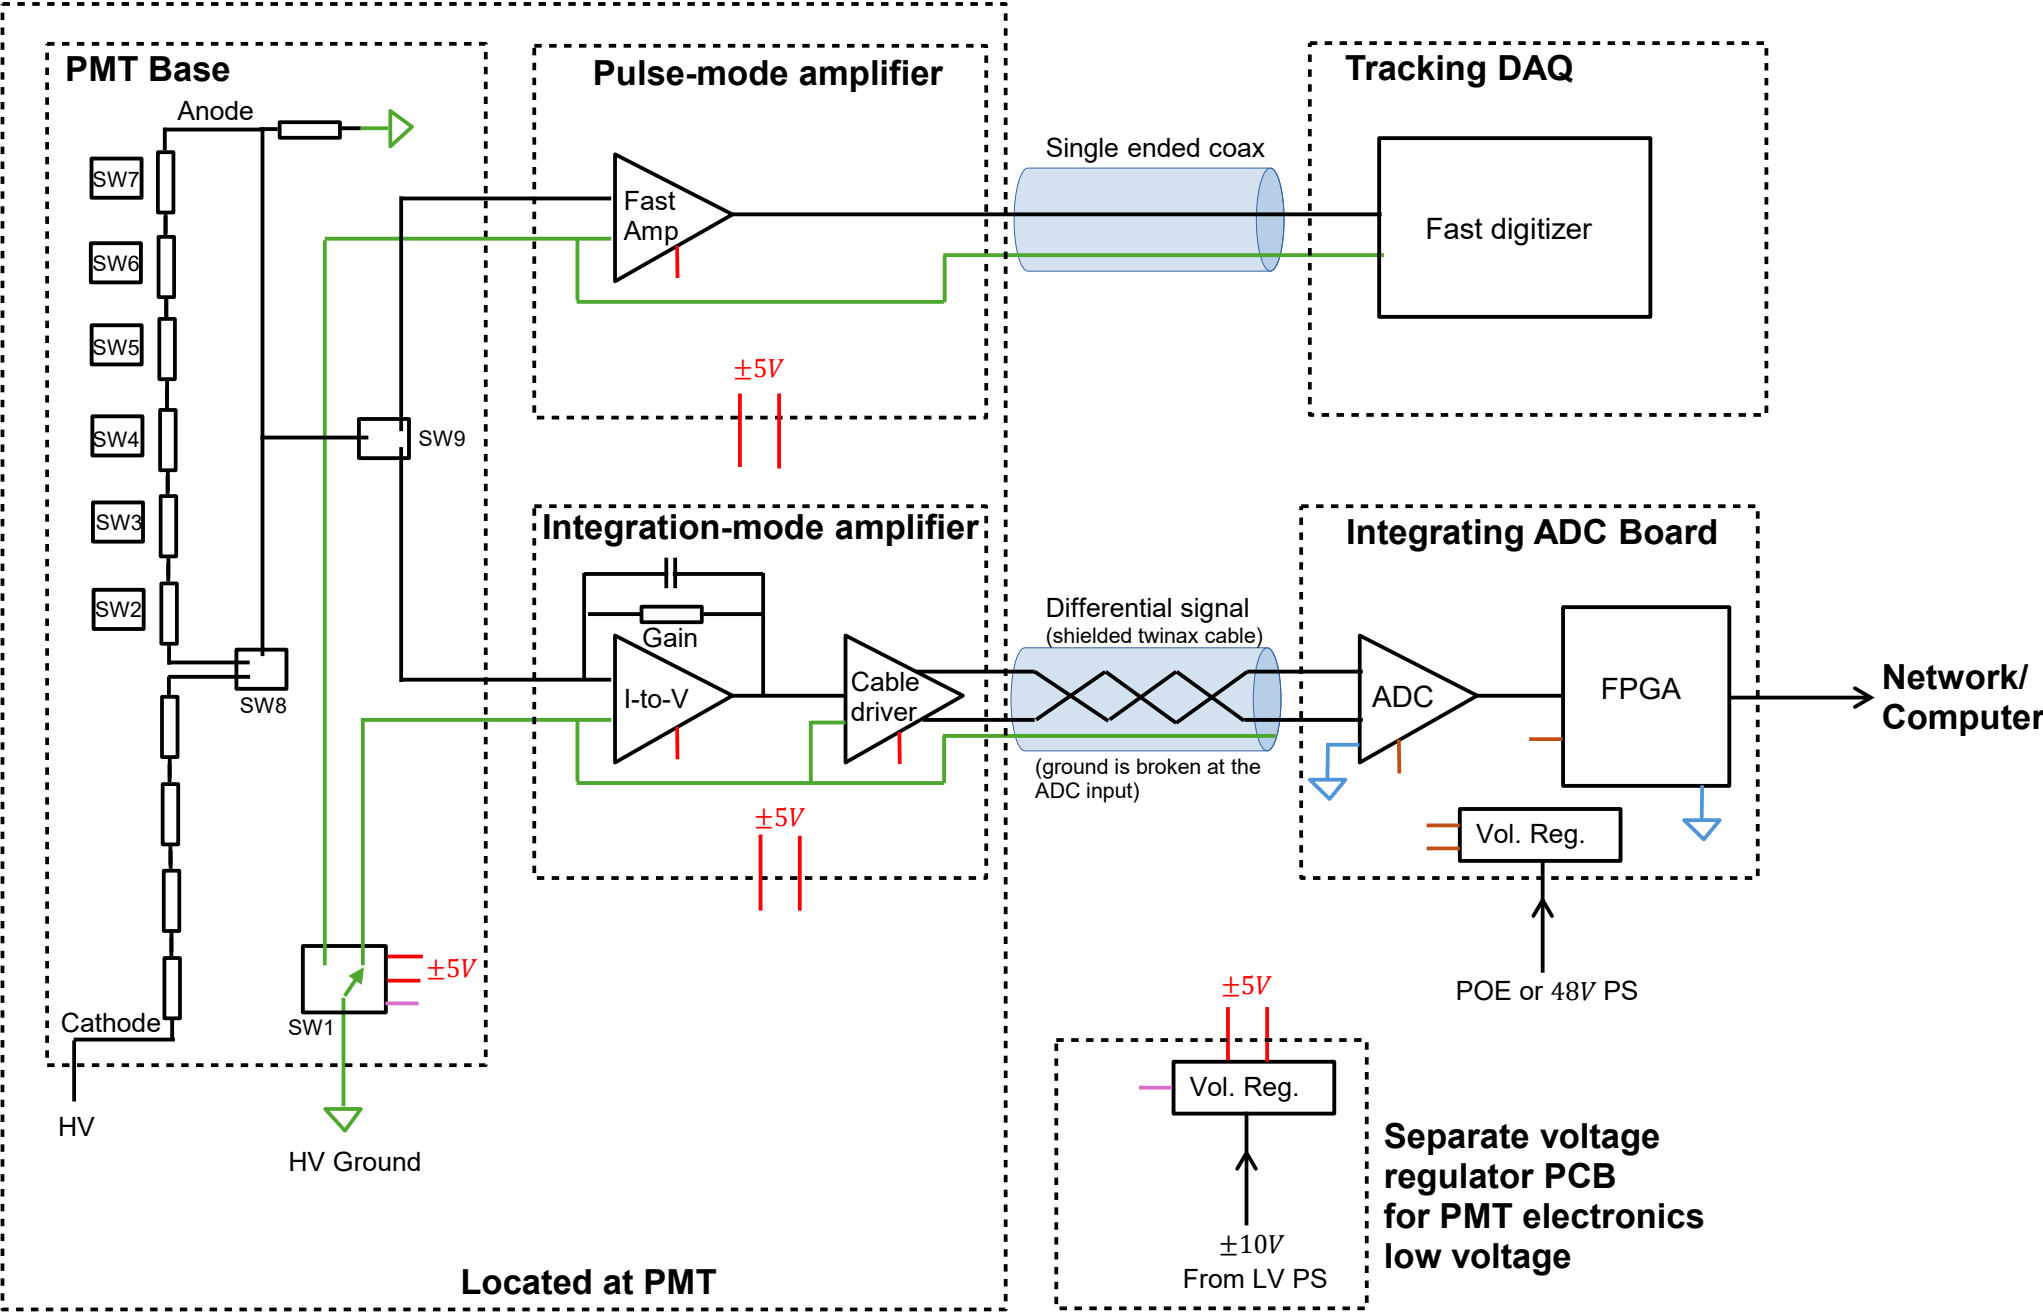 PMT Base
Anode
SW7
SW6
SW5
SW4
SW3
SW2
SW8
SW9
SW1
±5V
Cathode
HV
HV Ground
Located at PMT
Pulse-mode amplifier
Fast
Amp
±5V
Integration-mode amplifier
Gain
I-to-V
Cable
driver
±5V
Single ended coax
Tracking DAQ
Fast digitizer
Differential signal
(shielded twinax cable)
(ground is broken at the
ADC input)
Integrating ADC Board
ADC
FPGA
Vol. Reg.
POE or 48V PS
Network/
Computer
±5V
Vol. Reg.
±10V
From LV PS
Separate voltage
regulator PCB
for PMT electronics
low voltage